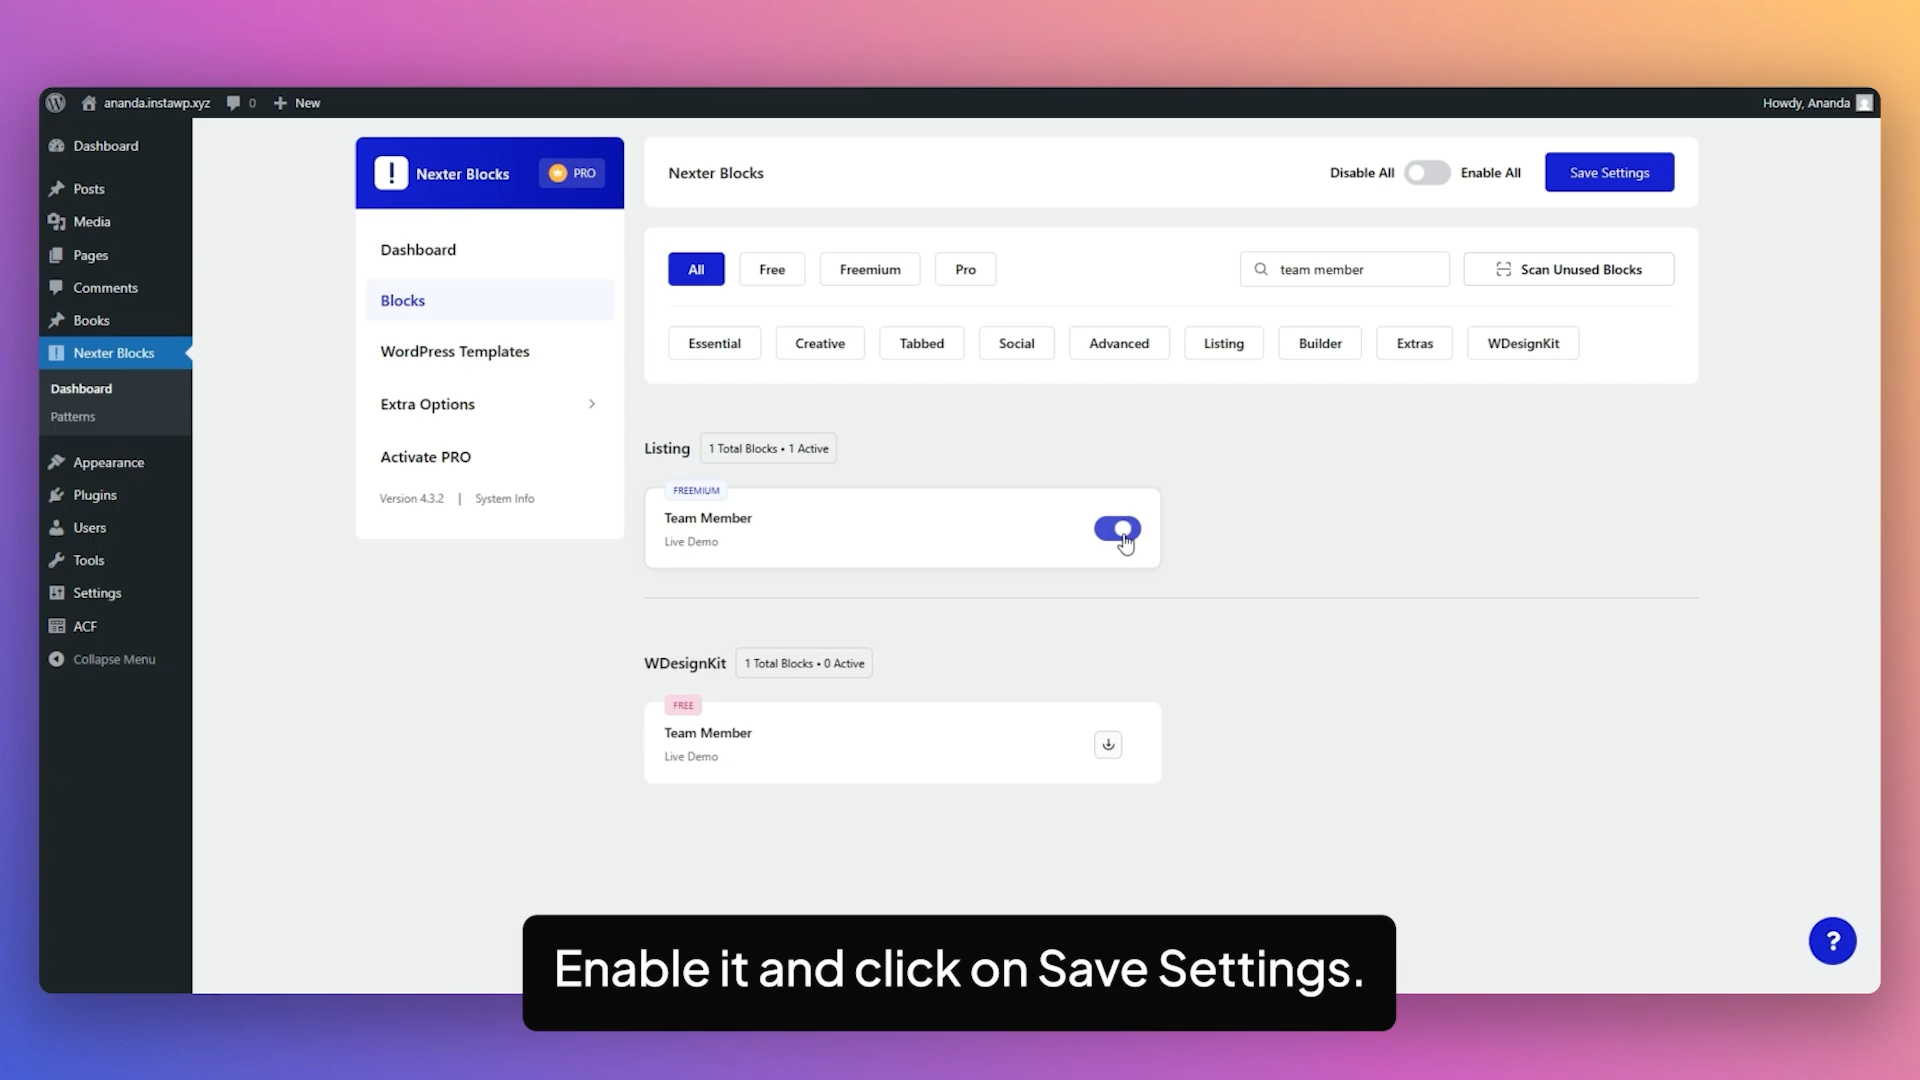 ananda.instawp.xyz 0 New Howdy, Ananda
Dashboard
Posts
Media
Pages
Comments
Books
Nexter Blocks
Dashboard
Patterns
Appearance
Plugins
Users
Tools
Settings
ACF
Collapse Menu
Nexter Blocks PRO
Dashboard
Blocks
WordPress Templates
Extra Options
Activate PRO
Version 4.3.2 | System Info
Nexter Blocks Disable All Enable All Save Settings
All Free Freemium Pro team member Scan Unused Blocks
Essential Creative Tabbed Social Advanced Listing Builder Extras WDesignKit
Listing 1 Total Blocks • 1 Active
FREEMIUM
Team Member
Live Demo
WDesignKit 1 Total Blocks • 0 Active
FREE
Team Member
Live Demo
?
Enable it and click on Save Settings.